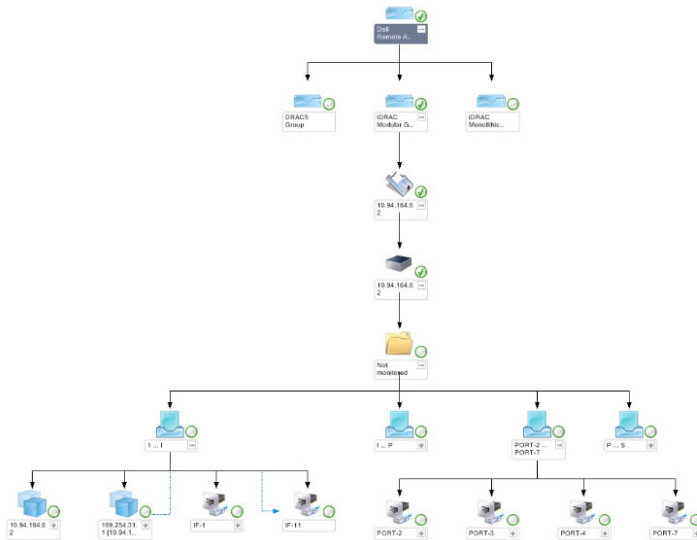 Dell
Remote A..
DRAC5
Group
iDRAC
Modular G..
iDRAC
Monolithic..
10.94.164.6
2
10.94.164.6
2
Not
monitored
1 ... I
I ... P
PORT-2 ...
PORT-7
P ... S
10.94.164.6
2
169.254.31.
1 [10.94.1..
IF-1
IF-11
PORT-2
PORT-3
PORT-4
PORT-7